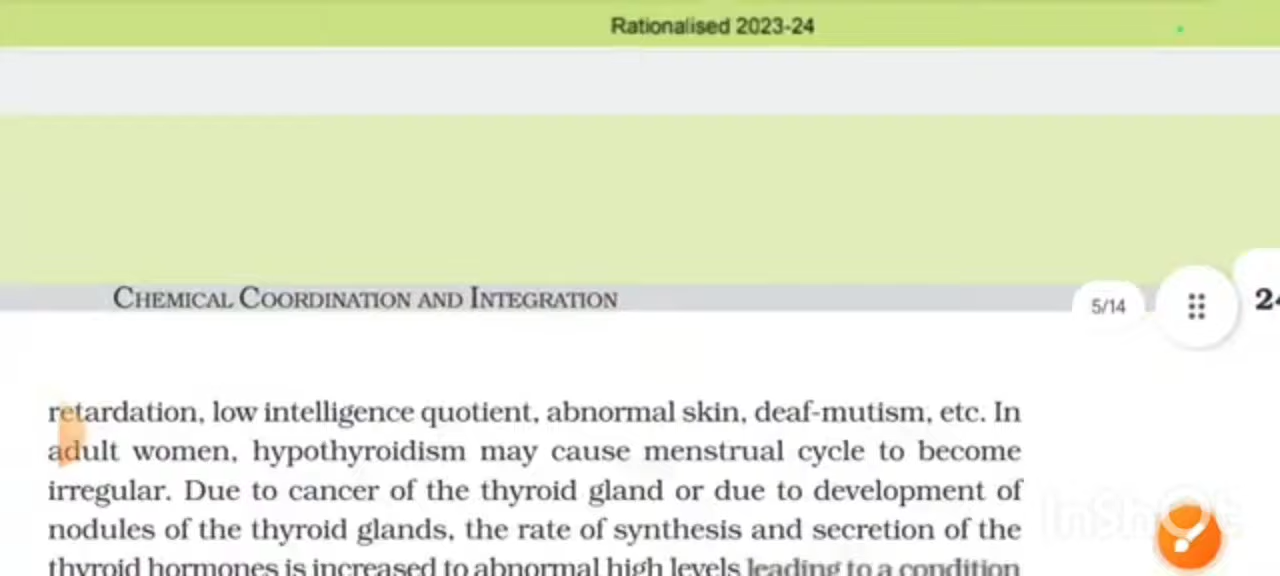 Rationalised 2023-24
CHEMICAL COORDINATION AND INTEGRATION
5/14
retardation, low intelligence quotient, abnormal skin, deaf-mutism, etc. In
adult women, hypothyroidism may cause menstrual cycle to become
irregular. Due to cancer of the thyroid gland or due to development of
nodules of the thyroid glands, the rate of synthesis and secretion of the
thyroid hormones is increased to abnormal high levels leading to a condition
InShot